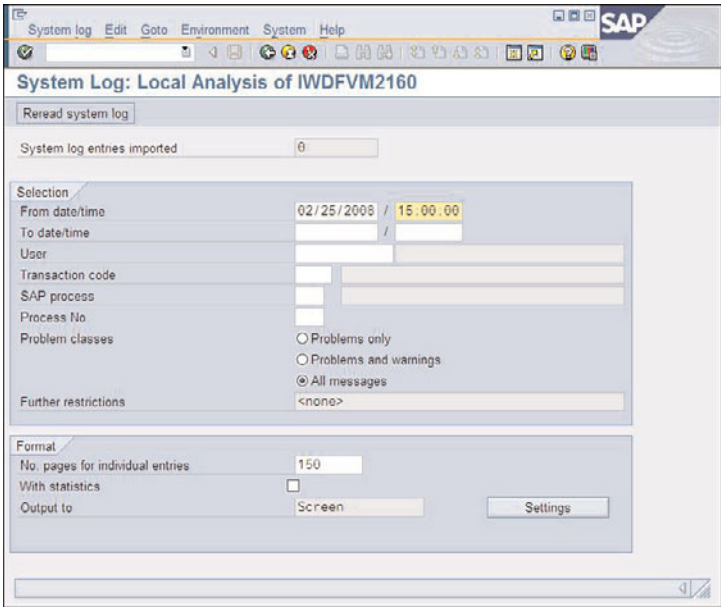 System log Edit Goto Environment System Help
SAP
System Log: Local Analysis of IWDFVM2160
Reread system log
System log entries imported 0
Selection
From date/time 02/25/2008 / 15:00:00
To date/time /
User
Transaction code
SAP process
Process No.
Problem classes Problems only
Problems and warnings
All messages
Further restrictions <none>
Format
No. pages for individual entries 150
With statistics
Output to Screen Settings